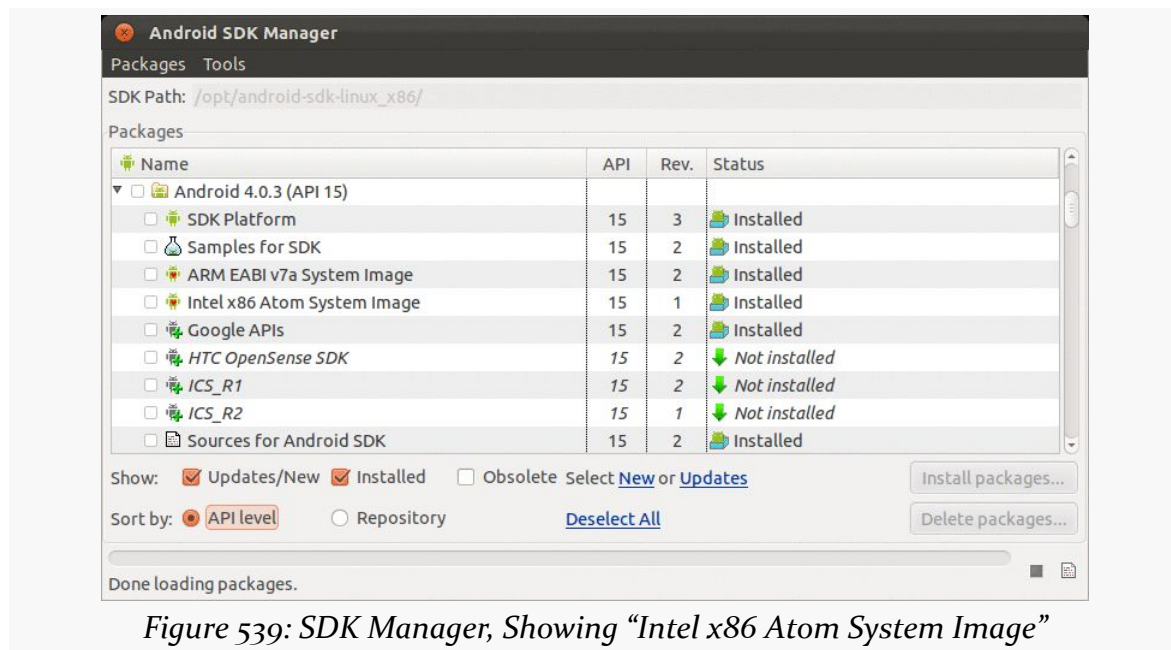 Android SDK Manager
Packages Tools
SDK Path: /opt/android-sdk-linux_x86/
Packages
Name API Rev. Status
Android 4.0.3 (API 15)
SDK Platform 15 3 Installed
Samples for SDK 15 2 Installed
ARM EABI v7a System Image 15 2 Installed
Intel x86 Atom System Image 15 1 Installed
Google APIs 15 2 Installed
HTC OpenSense SDK 15 2 Not installed
ICS_R1 15 2 Not installed
ICS_R2 15 1 Not installed
Sources for Android SDK 15 2 Installed
Show: Updates/New Installed Obsolete Select New or Updates Install packages...
Sort by: API level Repository Deselect All Delete packages...
Done loading packages.
Figure 539: SDK Manager, Showing “Intel x86 Atom System Image”